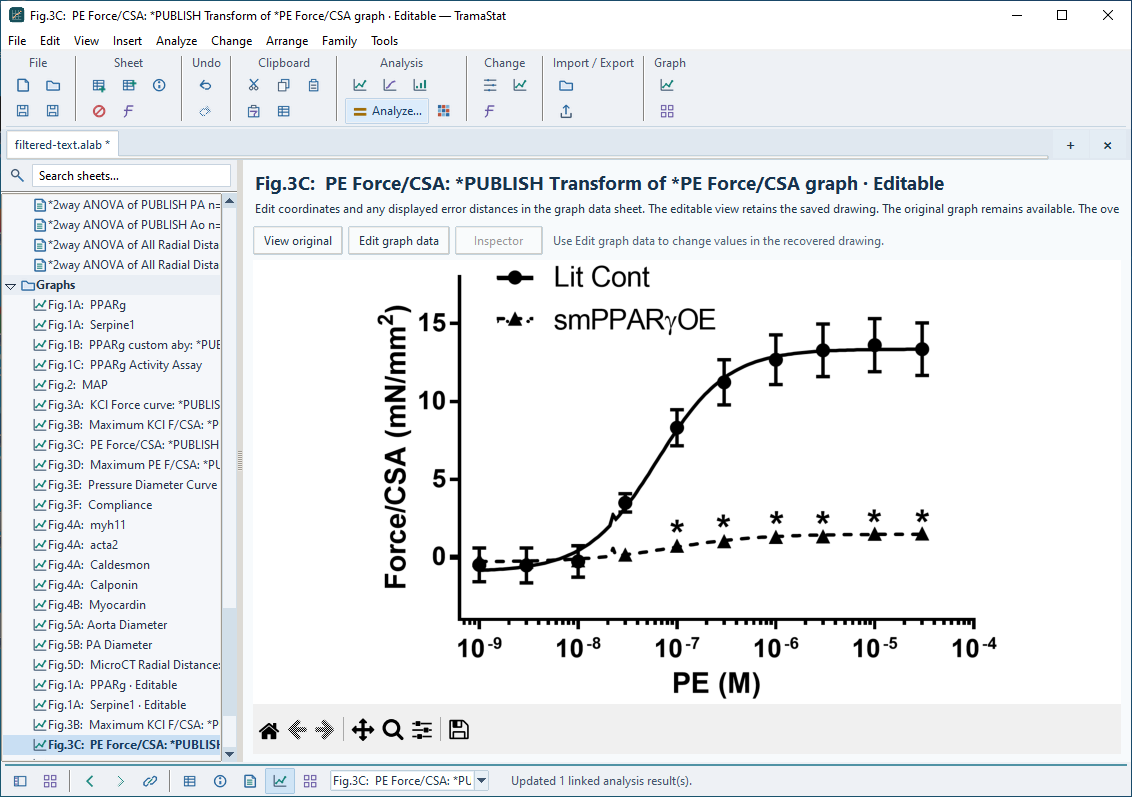 Fig.3C:  PE Force/CSA: *PUBLISH Transform of *PE Force/CSA graph · Editable — TramaStat
File Edit View Insert Analyze Change Arrange Family Tools
File Sheet Undo Clipboard Analysis Change Import / Export Graph
Analyze...
filtered-text.alab *
Search sheets...
*2way ANOVA of PUBLISH PA n=
*2way ANOVA of PUBLISH Ao n=
*2way ANOVA of All Radial Dista
*2way ANOVA of All Radial Dista
Graphs
Fig.1A:  PPARg
Fig.1A:  Serpine1
Fig.1B:  PPARg custom aby: *PUE
Fig.1C:  PPARg Activity Assay
Fig.2:  MAP
Fig.3A:  KCl Force curve: *PUBLIS
Fig.3B:  Maximum KCl F/CSA: *P
Fig.3C:  PE Force/CSA: *PUBLISH
Fig.3D:  Maximum PE F/CSA: *PU
Fig.3E:  Pressure Diameter Curve
Fig.3F:  Compliance
Fig.4A:  myh11
Fig.4A:  acta2
Fig.4A:  Caldesmon
Fig.4A:  Calponin
Fig.4B:  Myocardin
Fig.5A: Aorta Diameter
Fig.5B: PA Diameter
Fig.5D:  MicroCT Radial Distance:
Fig.1A:  PPARg · Editable
Fig.1A:  Serpine1 · Editable
Fig.3B:  Maximum KCl F/CSA: *P
Fig.3C:  PE Force/CSA: *PUBLISH
Fig.3C:  PE Force/CSA: *PUBLISH Transform of *PE Force/CSA graph · Editable
Edit coordinates and any displayed error distances in the graph data sheet. The editable view retains the saved drawing. The original graph remains available. The ove
View original Edit graph data Inspector Use Edit graph data to change values in the recovered drawing.
Lit Cont
smPPARγOE
Force/CSA (mN/mm²)
15
10
5
0
* * * * * *
10⁻⁹ 10⁻⁸ 10⁻⁷ 10⁻⁶ 10⁻⁵ 10⁻⁴
PE (M)
Fig.3C:  PE Force/CSA: *PU Updated 1 linked analysis result(s).